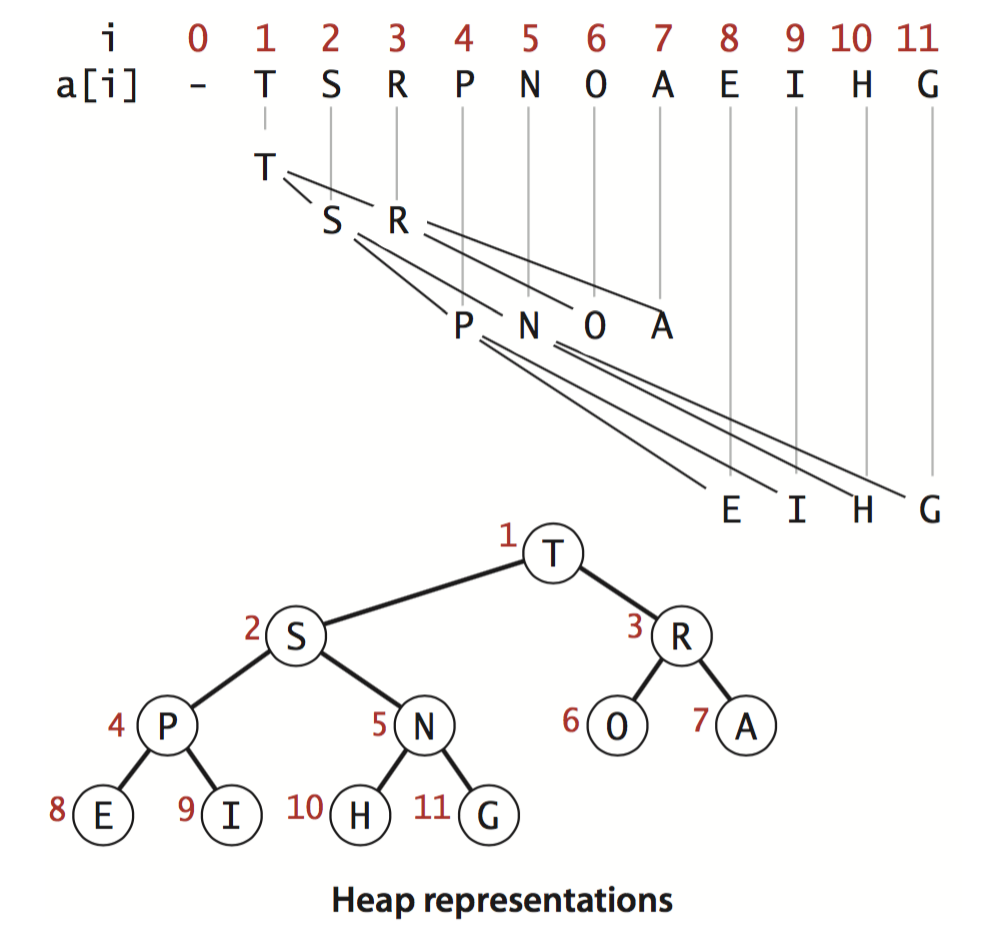 i 0 1 2 3 4 5 6 7 8 9 10 11
a[i] - T S R P N O A E I H G
T
S R
P N O A
E I H G
1 T
2 S 3 R
4 P 5 N 6 O 7 A
8 E 9 I 10 H 11 G
Heap representations